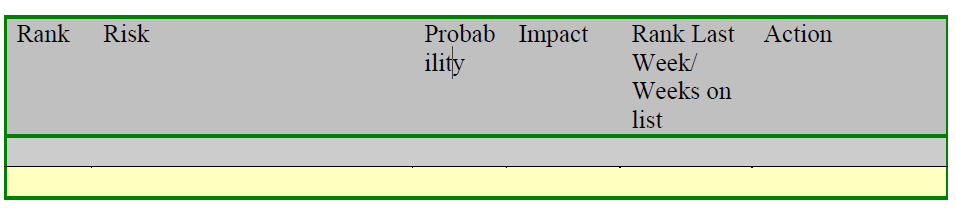 Rank Risk Probab Impact Rank Last Action
ility Week/
Weeks on
list